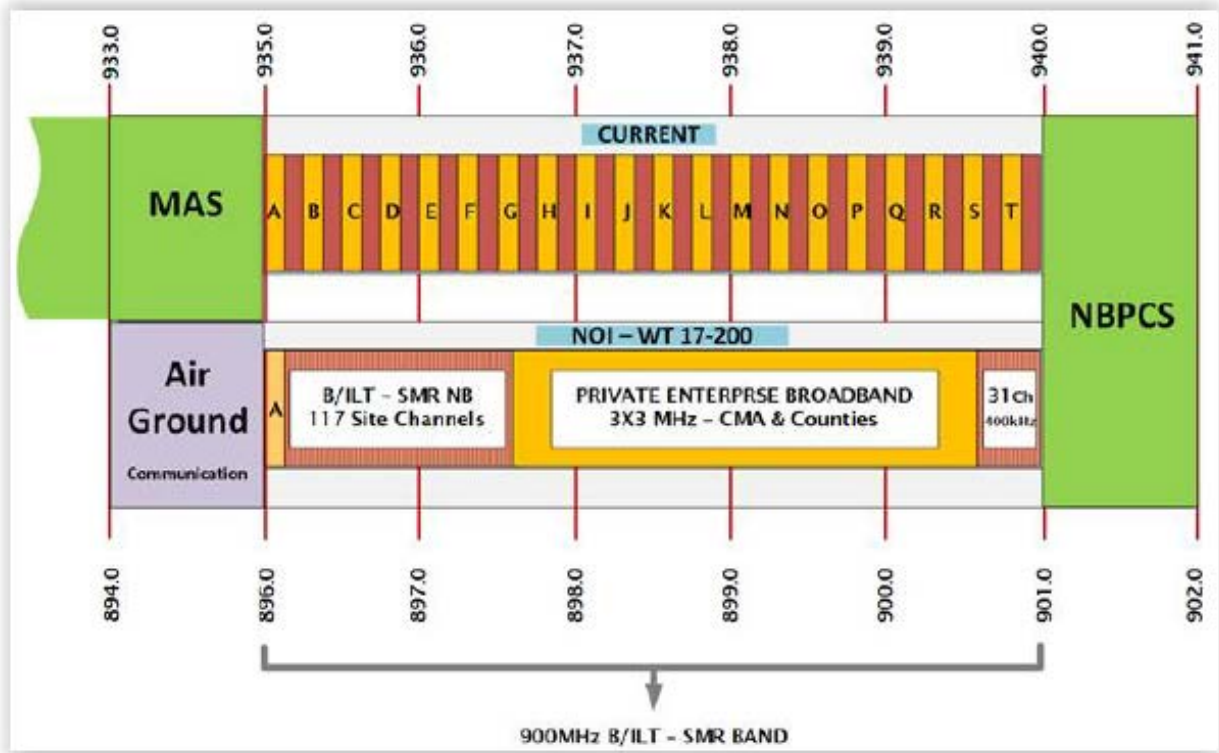 933.0
935.0
936.0
937.0
938.0
939.0
940.0
941.0
CURRENT
MAS
A B C D E F G H I J K L M N O P Q R S T
NBPCS
NOI – WT 17-200
Air
Ground
Communication
A
B/ILT – SMR NB
117 Site Channels
PRIVATE ENTERPRSE BROADBAND
3X3 MHz – CMA & Counties
31Ch
400kHz
894.0
896.0
897.0
898.0
899.0
900.0
901.0
902.0
900MHz B/ILT – SMR BAND